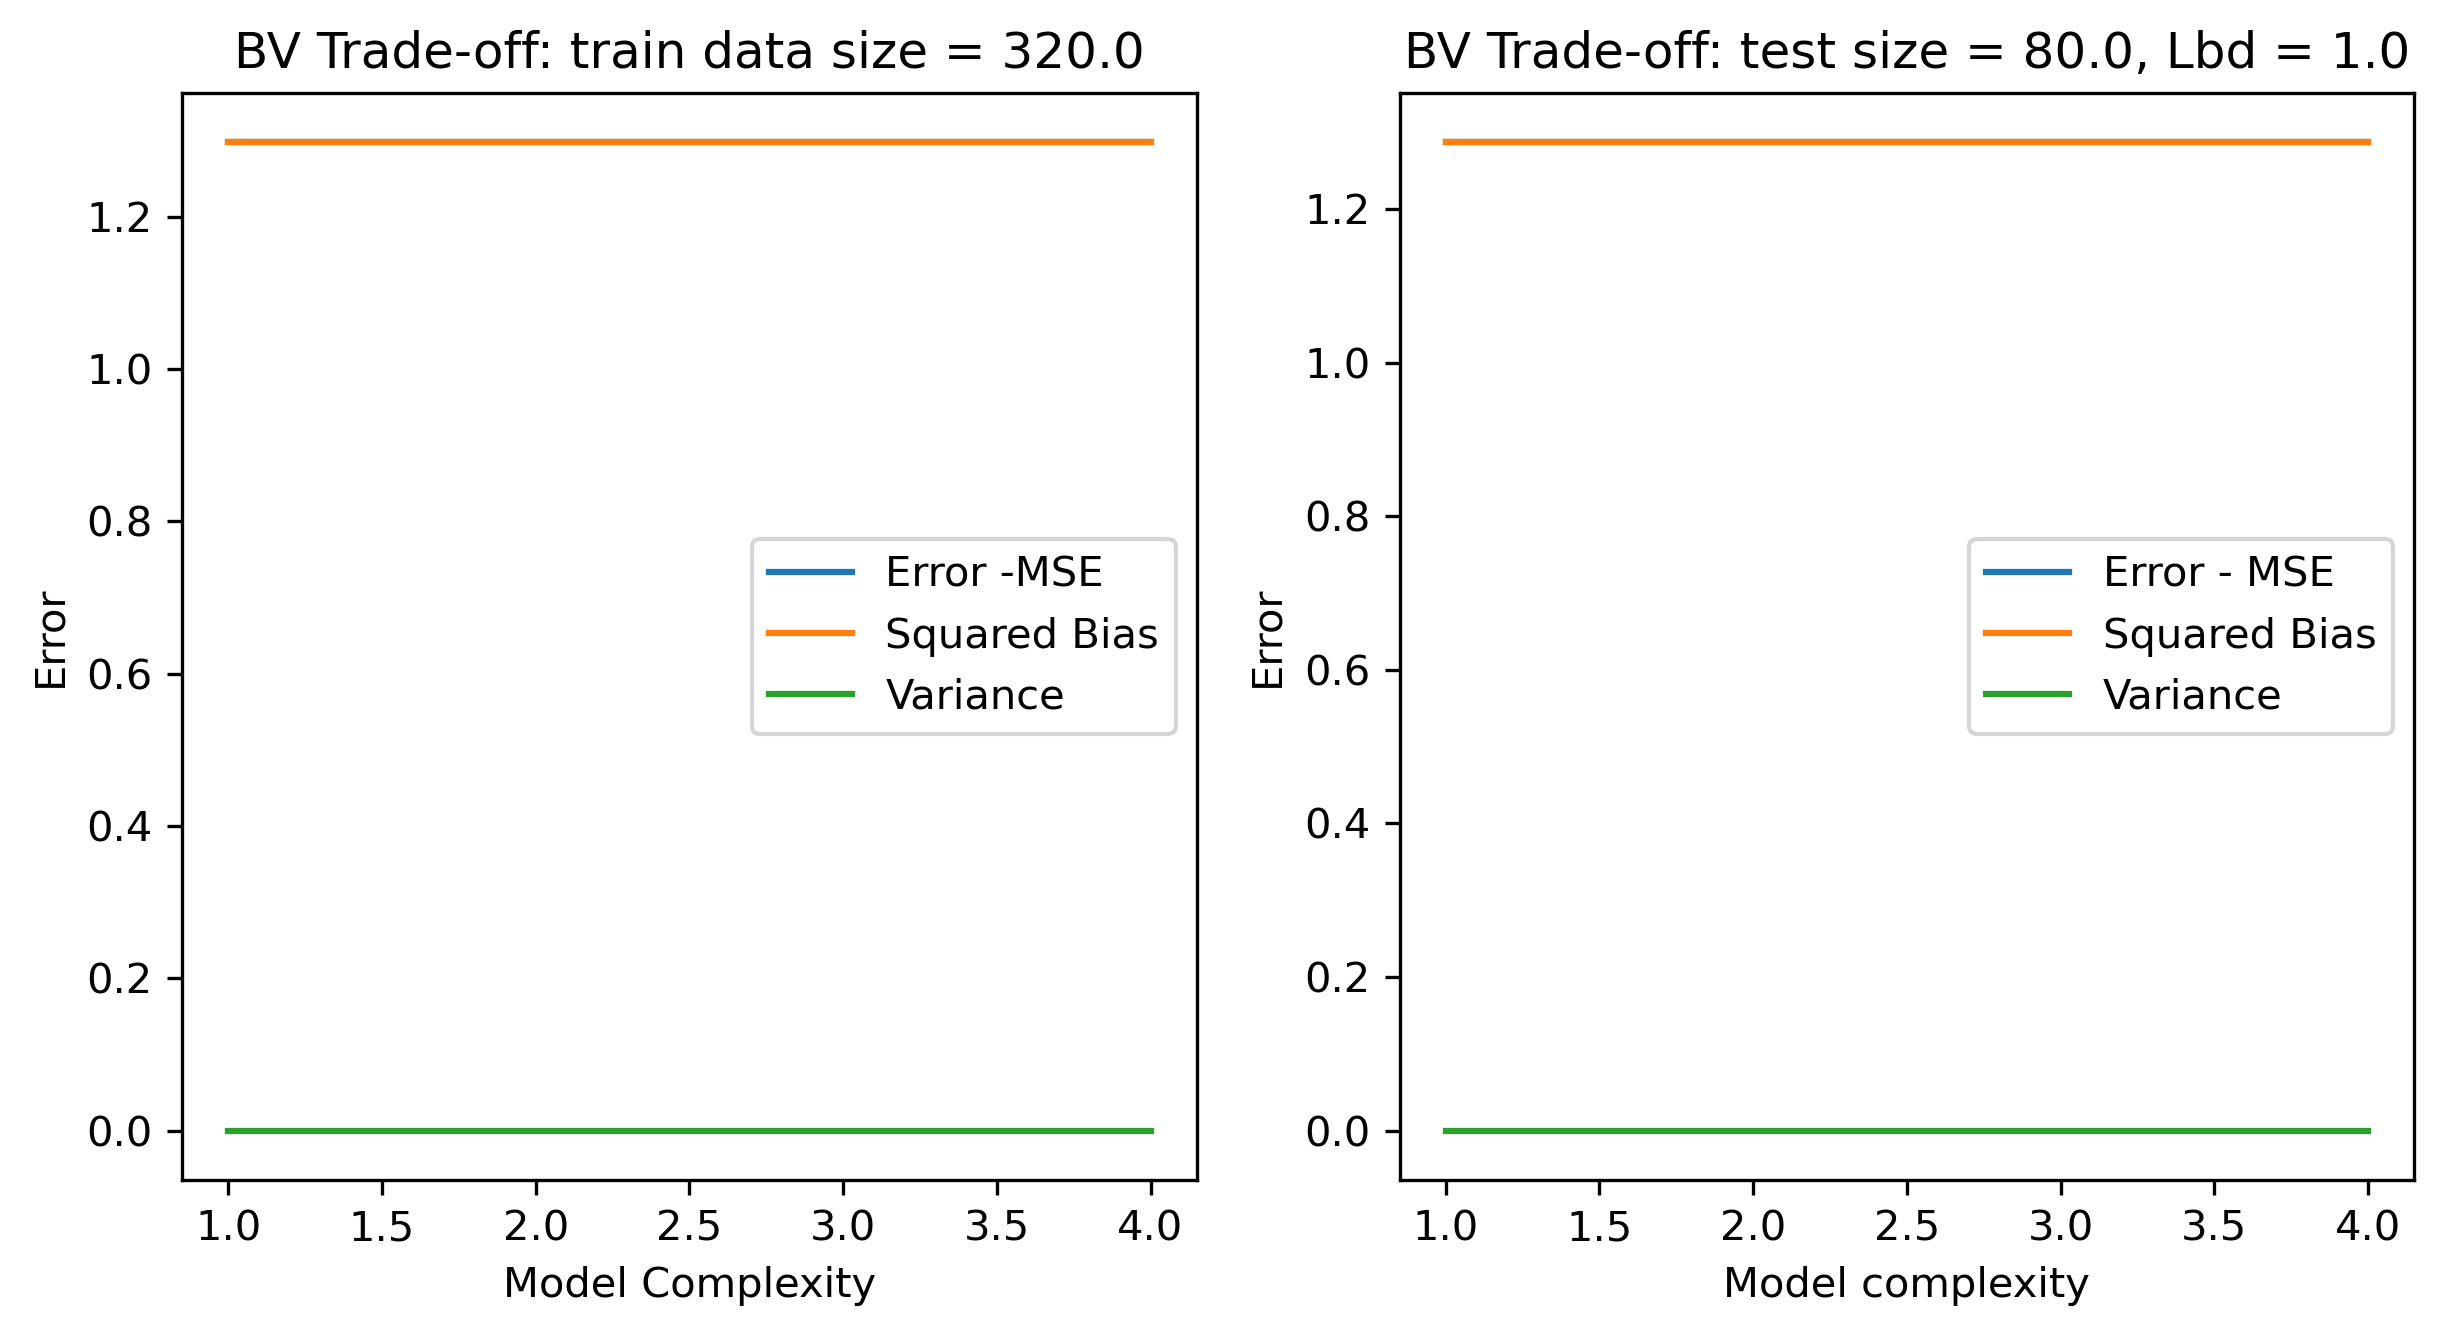 BV Trade-off: train data size = 320.0
1.2
1.0
0.8
0.6
0.4
0.2
0.0
Error
Error -MSE
Squared Bias
Variance
1.0 1.5 2.0 2.5 3.0 3.5 4.0
Model Complexity
BV Trade-off: test size = 80.0, Lbd = 1.0
1.2
1.0
0.8
0.6
0.4
0.2
0.0
Error
Error - MSE
Squared Bias
Variance
1.0 1.5 2.0 2.5 3.0 3.5 4.0
Model complexity